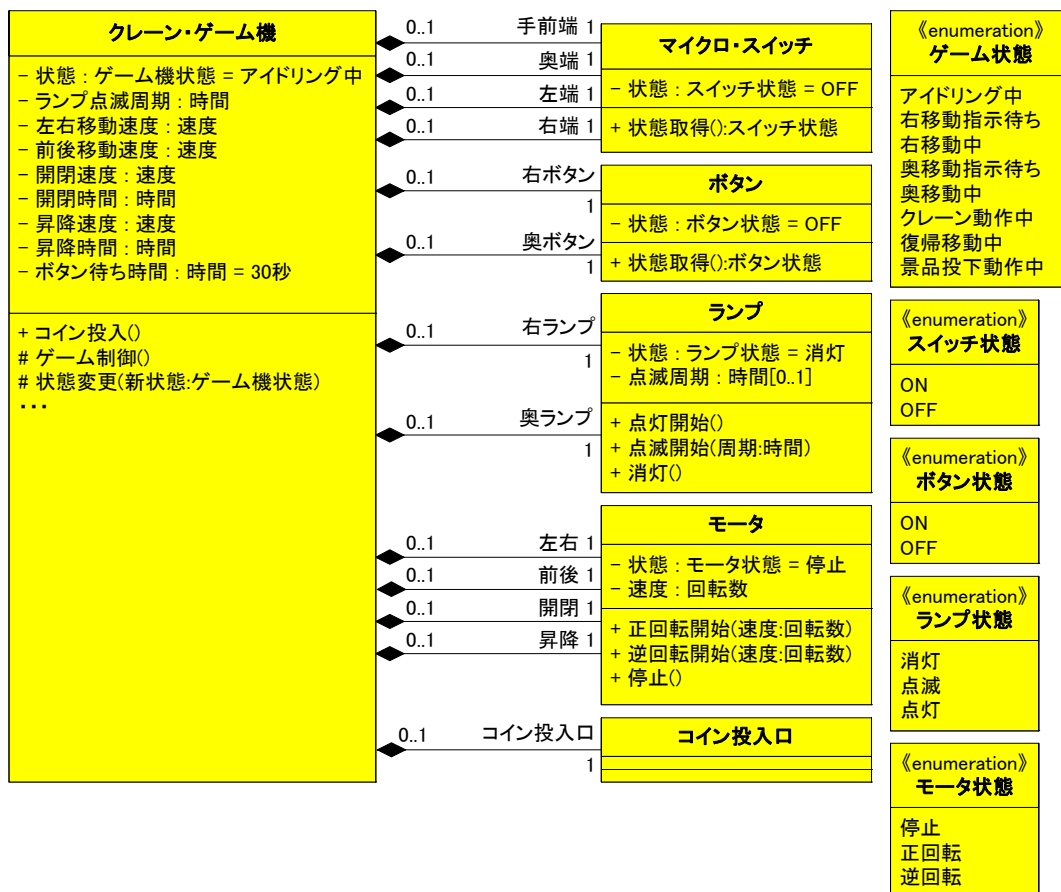 クレーン・ゲーム機
- 状態 : ゲーム機状態 = アイドリング中
- ランプ点滅周期 : 時間
- 左右移動速度 : 速度
- 前後移動速度 : 速度
- 開閉速度 : 速度
- 開閉時間 : 時間
- 昇降速度 : 速度
- 昇降時間 : 時間
- ボタン待ち時間 : 時間 = 30秒
+ コイン投入()
# ゲーム制御()
# 状態変更(新状態:ゲーム機状態)
・・・
0..1 手前端 1
0..1 奥端 1
0..1 左端 1
0..1 右端 1
0..1 右ボタン
1
0..1 奥ボタン
1
0..1 右ランプ
1
0..1 奥ランプ
1
0..1 左右 1
0..1 前後 1
0..1 開閉 1
0..1 昇降 1
0..1 コイン投入口
1
マイクロ・スイッチ
- 状態 : スイッチ状態 = OFF
+ 状態取得():スイッチ状態
ボタン
- 状態 : ボタン状態 = OFF
+ 状態取得():ボタン状態
ランプ
- 状態 : ランプ状態 = 消灯
- 点滅周期 : 時間[0..1]
+ 点灯開始()
+ 点滅開始(周期:時間)
+ 消灯()
モータ
- 状態 : モータ状態 = 停止
- 速度 : 回転数
+ 正回転開始(速度:回転数)
+ 逆回転開始(速度:回転数)
+ 停止()
コイン投入口
《enumeration》
ゲーム状態
アイドリング中
右移動指示待ち
右移動中
奥移動指示待ち
奥移動中
クレーン動作中
復帰移動中
景品投下動作中
《enumeration》
スイッチ状態
ON
OFF
《enumeration》
ボタン状態
ON
OFF
《enumeration》
ランプ状態
消灯
点滅
点灯
《enumeration》
モータ状態
停止
正回転
逆回転